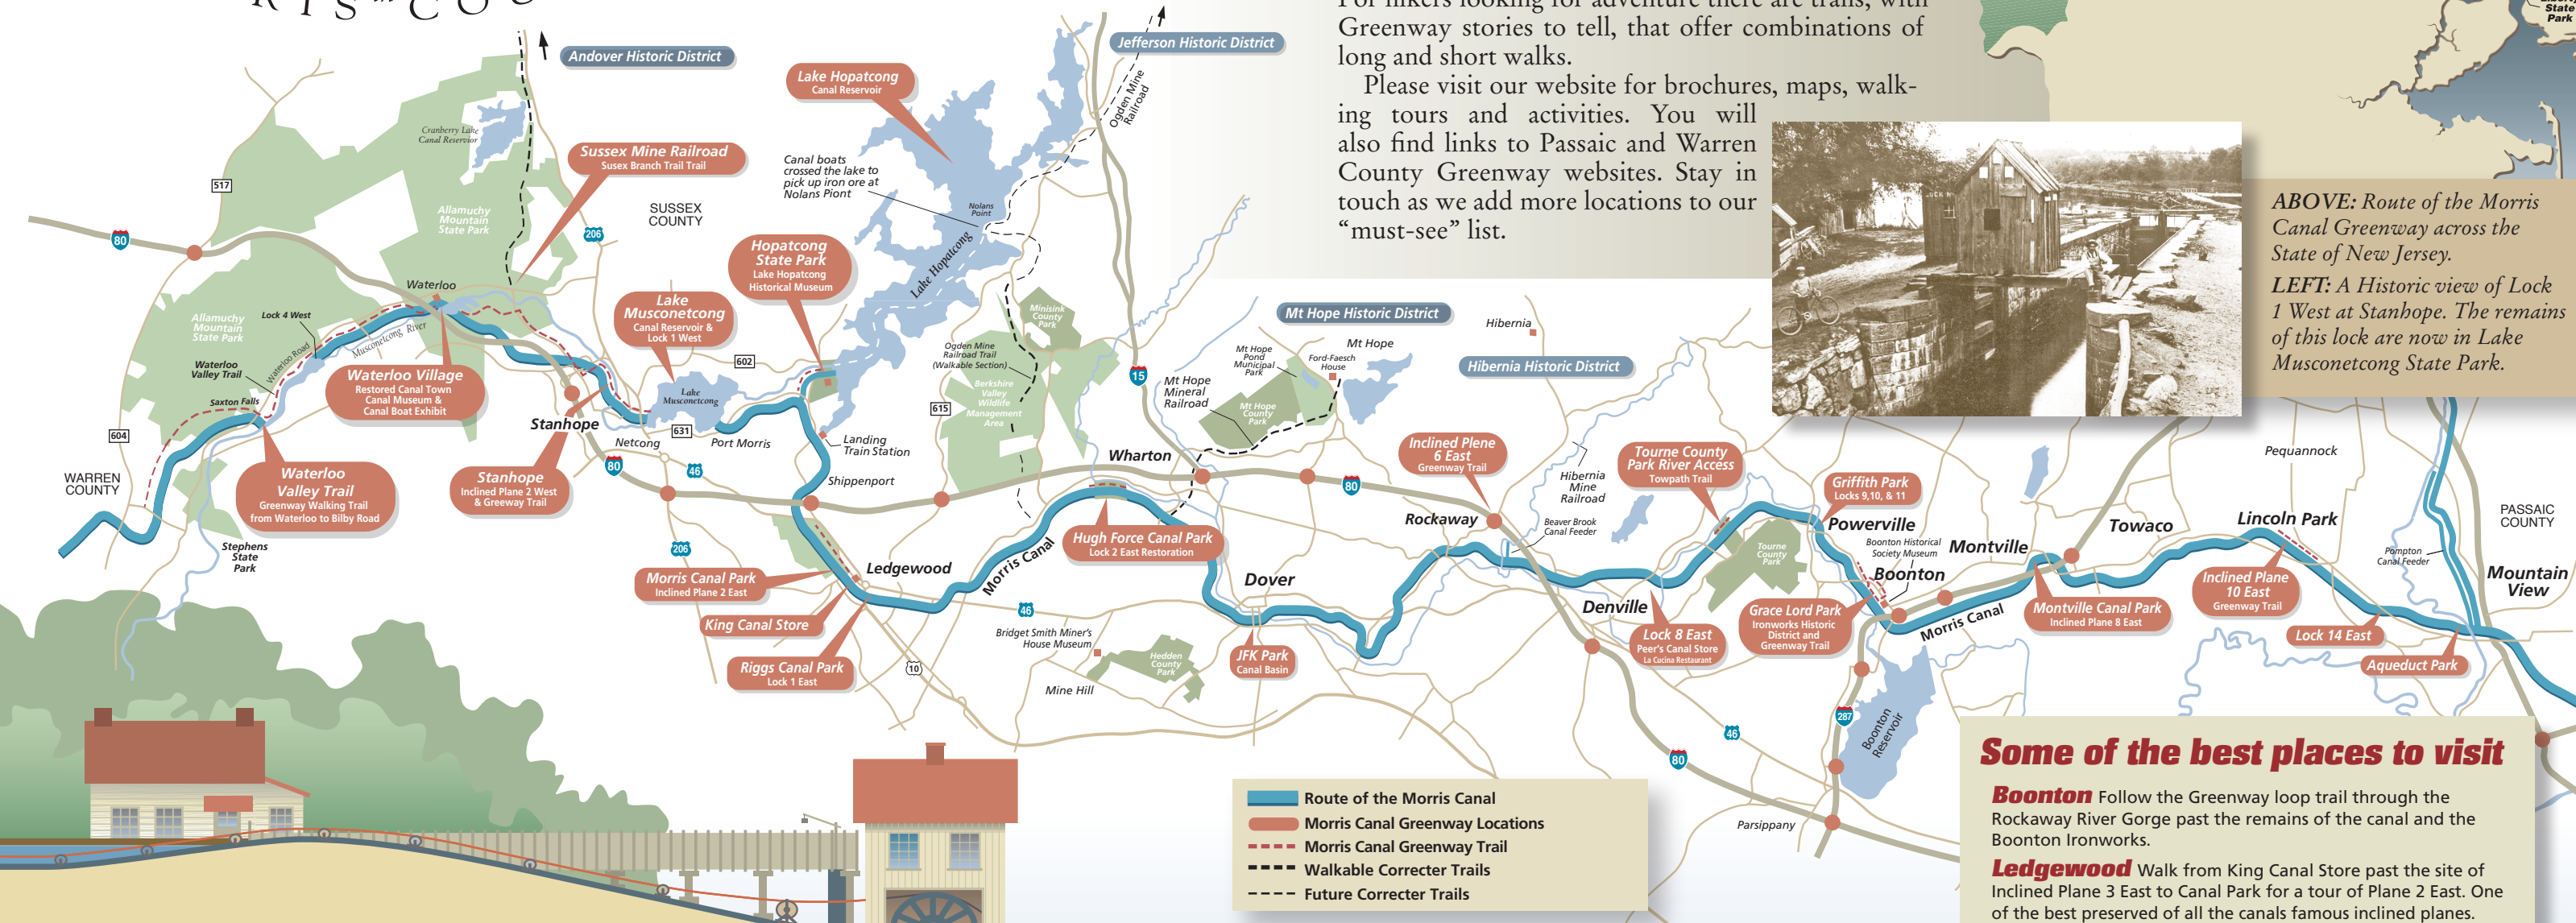 For hikers looking for adventure there are trails, with
Greenway stories to tell, that offer combinations of
long and short walks.
Please visit our website for brochures, maps, walk-
ing tours and activities. You will
also find links to Passaic and Warren
County Greenway websites. Stay in
touch as we add more locations to our
“must-see” list.
State
Park
ABOVE: Route of the Morris
Canal Greenway across the
State of New Jersey.
LEFT: A Historic view of Lock
1 West at Stanhope. The remains
of this lock are now in Lake
Musconetcong State Park.
Andover Historic District
Jefferson Historic District
Ogden Mine
Railroad
Lake Hopatcong
Canal Reservoir
Cranberry Lake
Canal Reservior
Sussex Mine Railroad
Susex Branch Trail Trail
Canal boats
crossed the lake to
pick up iron ore at
Nolans Piont
Nolans
Point
Lake Hopatcong
517
80
206
SUSSEX
COUNTY
Allamuchy
Mountain
State Park
Hopatcong
State Park
Lake Hopatcong
Historical Museum
Waterloo
Lake
Musconetcong
Canal Reservoir &
Lock 1 West
Allamuchy
Mountain
State Park
Lock 4 West
Musconetcong River
Waterloo Road
Waterloo
Valley Trail
Saxton Falls
Waterloo Village
Restored Canal Town
Canal Museum &
Canal Boat Exhibit
602
Lake
Musconetcong
631
Stanhope
Netcong
Port Morris
Landing
Train Station
Shippenport
604
WARREN
COUNTY
Waterloo
Valley Trail
Greenway Walking Trail
from Waterloo to Bilby Road
Stanhope
Inclined Plane 2 West
& Greeway Trail
80
46
206
Stephens
State
Park
Minisink
County
Park
Ogden Mine
Railroad Trail
(Walkable Section)
Berkshire
Valley
Wildlife
Management
Area
615
15
Mt Hope Historic District
Mt Hope
Pond
Municipal
Park
Ford-Faesch
House
Mt Hope
Mt Hope
Mineral
Railroad
Mt Hope
County
Park
Hibernia
Hibernia Historic District
Wharton
80
Inclined Plene
6 East
Greenway Trail
Hibernia
Mine
Railroad
Beaver Brook
Canal Feeder
Rockaway
Tourne County
Park River Access
Towpath Trail
Griffith Park
Locks 9,10, & 11
Powerville
Boonton Historical
Society Museum
Boonton
Montville
Towaco
Lincoln Park
Pequannock
PASSAIC
COUNTY
Pompton
Canal Feeder
Mountain
View
Morris Canal Park
Inclined Plane 2 East
King Canal Store
Riggs Canal Park
Lock 1 East
Ledgewood
Morris Canal
Hugh Force Canal Park
Lock 2 East Restoration
46
10
Bridget Smith Miner’s
House Museum
Mine Hill
Hedden
County
Park
Dover
JFK Park
Canal Basin
Denville
Lock 8 East
Peer’s Canal Store
La Cucina Restaurant
Tourne
County
Park
Grace Lord Park
Ironworks Historic
District and
Greenway Trail
Morris Canal
Montville Canal Park
Inclined Plane 8 East
Inclined Plane
10 East
Greenway Trail
Lock 14 East
Aqueduct Park
46
80
287
Boonton
Reservoir
Parsippany
Route of the Morris Canal
Morris Canal Greenway Locations
Morris Canal Greenway Trail
Walkable Correcter Trails
Future Correcter Trails
Some of the best places to visit
Boonton Follow the Greenway loop trail through the
Rockaway River Gorge past the remains of the canal and the
Boonton Ironworks.
Ledgewood Walk from King Canal Store past the site of
Inclined Plane 3 East to Canal Park for a tour of Plane 2 East. One
of the best preserved of all the canals famous inclined planes.